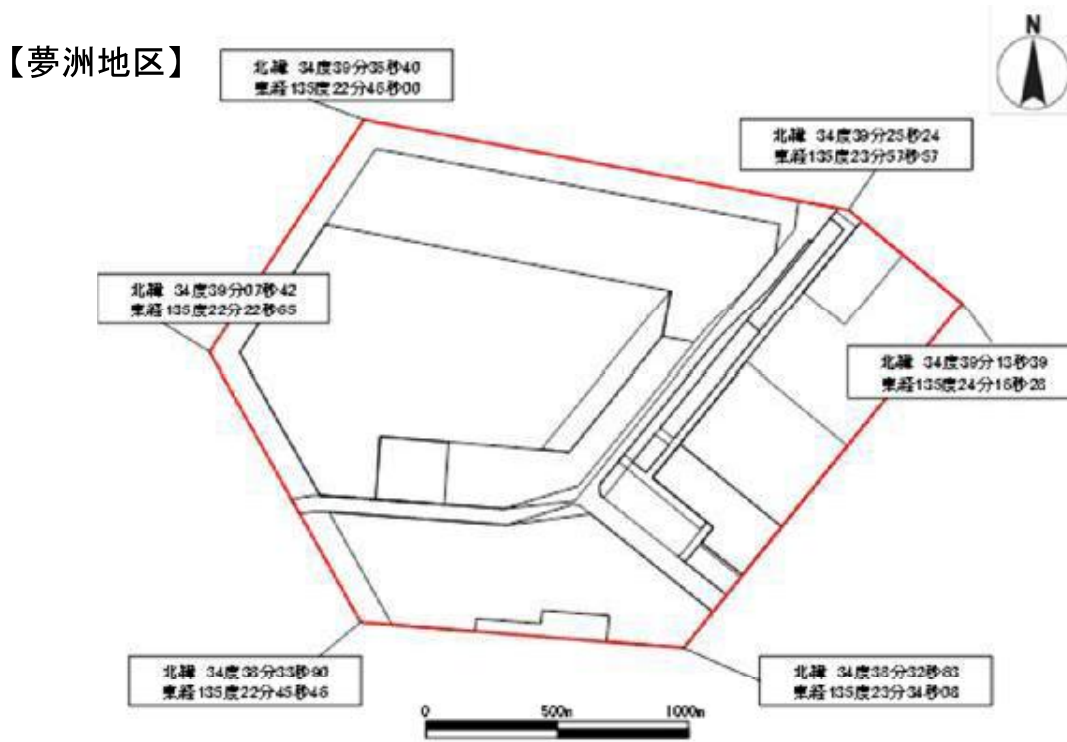 【夢洲地区】
N
北緯 34度39分35秒40
東経135度22分46秒00
北緯 34度39分25秒24
東経135度23分57秒57
北緯 34度39分07秒42
東経135度22分22秒65
北緯 34度39分13秒39
東経135度24分16秒28
北緯 34度38分33秒90
東経135度22分45秒46
北緯 34度38分32秒63
東経135度23分34秒08
0 500m 1000m